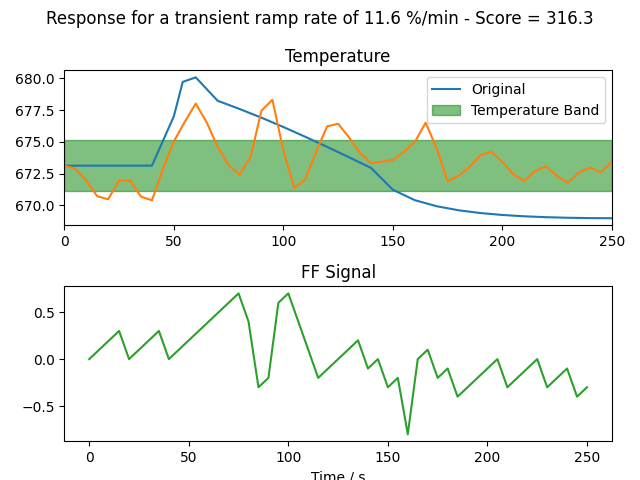 Response for a transient ramp rate of 11.6 %/min - Score = 316.3
Temperature
680.0
677.5
675.0
672.5
670.0
Original
Temperature Band
0 50 100 150 200 250
FF Signal
0.5
0.0
−0.5
0 50 100 150 200 250
Time / s